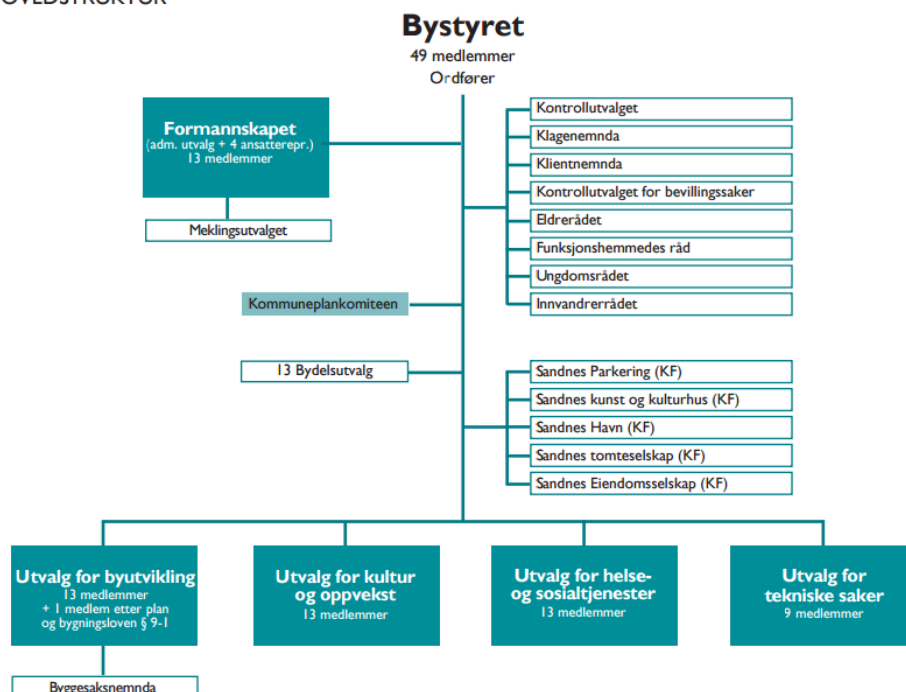 Bystyret
49 medlemmer
Ordfører
Formannskapet
(adm. utvalg + 4 ansatterepr.)
13 medlemmer
Meklingsutvalget
Kontrollutvalget
Klagenemnda
Klientnemnda
Kontrollutvalget for bevillingssaker
Eldrerådet
Funksjonshemmedes råd
Ungdomsrådet
Innvandrerrådet
Kommuneplankomiteen
13 Bydelsutvalg
Sandnes Parkering (KF)
Sandnes kunst og kulturhus (KF)
Sandnes Havn (KF)
Sandnes tomteselskap (KF)
Sandnes Eiendomsselskap (KF)
Utvalg for byutvikling
13 medlemmer
+ 1 medlem etter plan
og bygningsloven § 9-1
Byggesaksnemnda
Utvalg for kultur
og oppvekst
13 medlemmer
Utvalg for helse-
og sosialtjenester
13 medlemmer
Utvalg for
tekniske saker
9 medlemmer